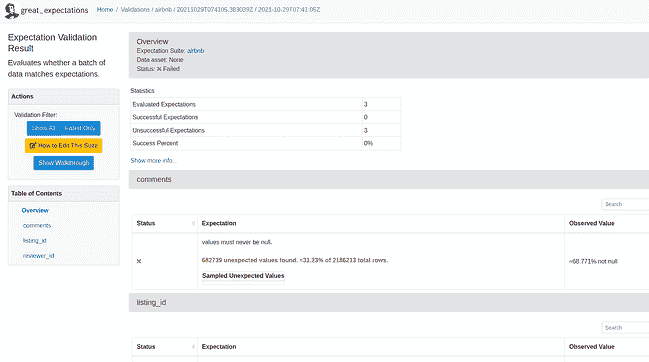 great_expectations
Home / Validations / airbnb / 20211029T074105.383039Z / 2021-10-29T07:41:05Z
Expectation Validation
Result
Evaluates whether a batch of
data matches expectations.
Actions
Validation Filter:
Show All Failed Only
How to Edit This Suite
Show Walkthrough
Table of Contents
Overview
comments
listing_id
reviewer_id
Overview
Expectation Suite: airbnb
Data asset: None
Status: Failed
Statistics
Evaluated Expectations 3
Successful Expectations 0
Unsuccessful Expectations 3
Success Percent 0%
Show more info...
comments
Search
Status Expectation Observed Value
values must never be null.
682739 unexpected values found. ≈31.23% of 2186233 total rows.
≈68.771% not null
Sampled Unexpected Values
listing_id
Search
Status Expectation Observed Value